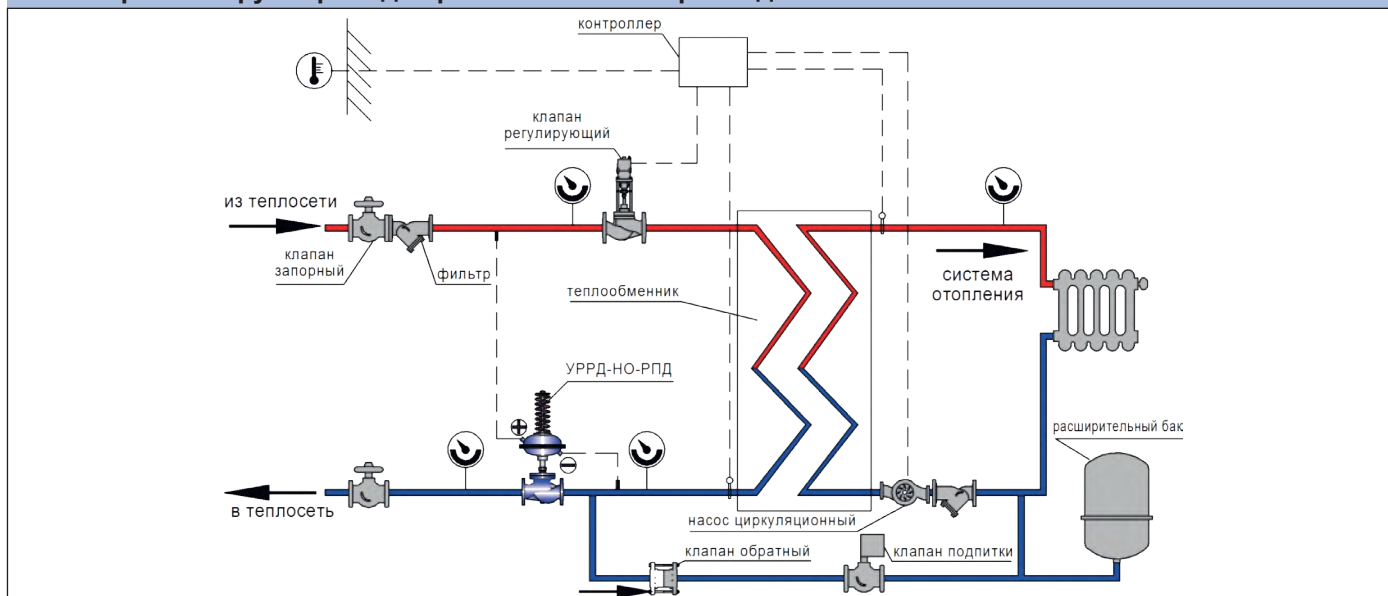 контроллер
клапан
регулирующий
из теплосети
клапан
запорный
фильтр
теплообменник
система
отопления
УРРД-НО-РПД
расширительный бак
в теплосеть
насос циркуляционный
клапан обратный
клапан подпитки